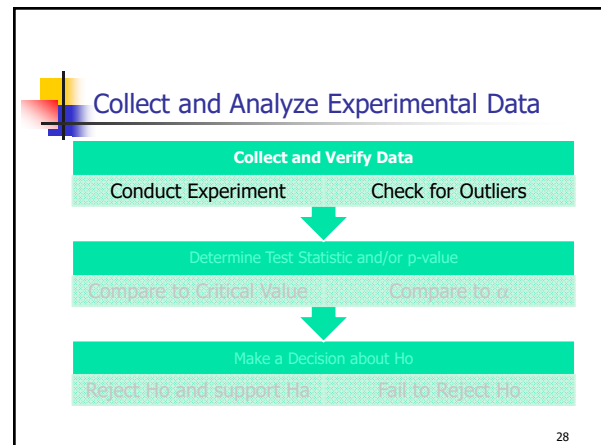 Collect and Analyze Experimental Data
Collect and Verify Data
Conduct Experiment Check for Outliers
Determine Test Statistic and/or p-value
Compare to Critical Value Compare to α
Make a Decision about Ho
Reject Ho and support Ha Fail to Reject Ho
28